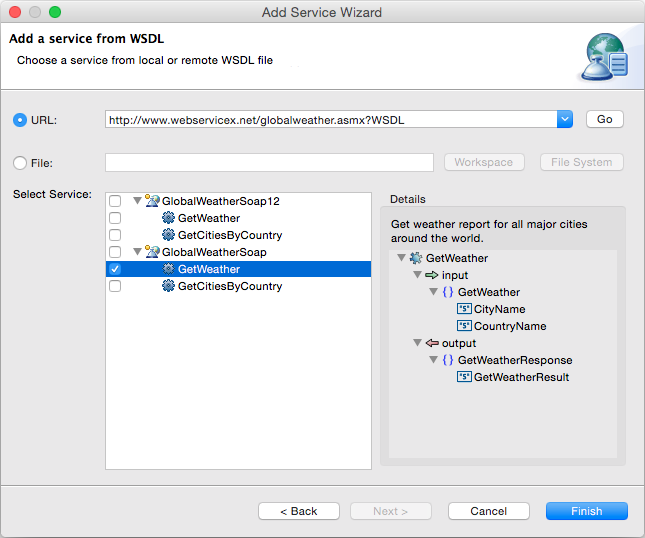 Add Service Wizard
Add a service from WSDL
Choose a service from local or remote WSDL file
URL:
http://www.webservicex.net/globalweather.asmx?WSDL
Go
File:
Workspace
File System
Select Service:
GlobalWeatherSoap12
GetWeather
GetCitiesByCountry
GlobalWeatherSoap
GetWeather
GetCitiesByCountry
Details
Get weather report for all major cities
around the world.
GetWeather
input
{ } GetWeather
"S" CityName
"S" CountryName
output
{ } GetWeatherResponse
"S" GetWeatherResult
< Back
Next >
Cancel
Finish